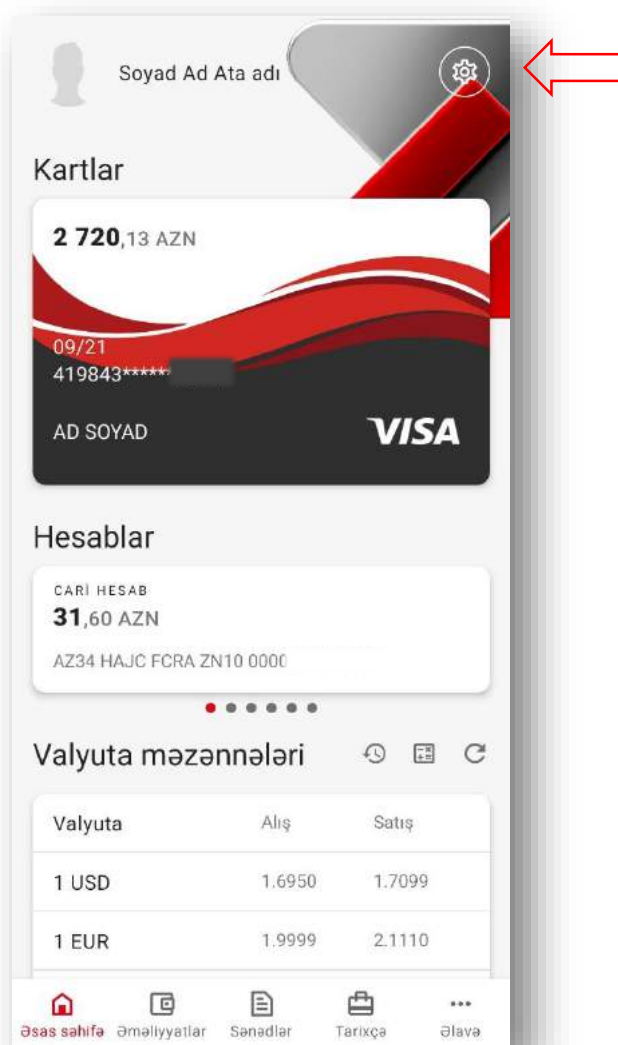 Soyad Ad Ata adı
Kartlar
2 720,13 AZN
09/21
419843*****
AD SOYAD
VISA
Hesablar
CARİ HESAB
31,60 AZN
AZ34 HAJC FCRA ZN10 0000
Valyuta məzənnələri
Valyuta Alış Satış
1 USD 1.6950 1.7099
1 EUR 1.9999 2.1110
Əsas səhifə Əməliyyatlar Sənədlər Tarixçə Əlavə